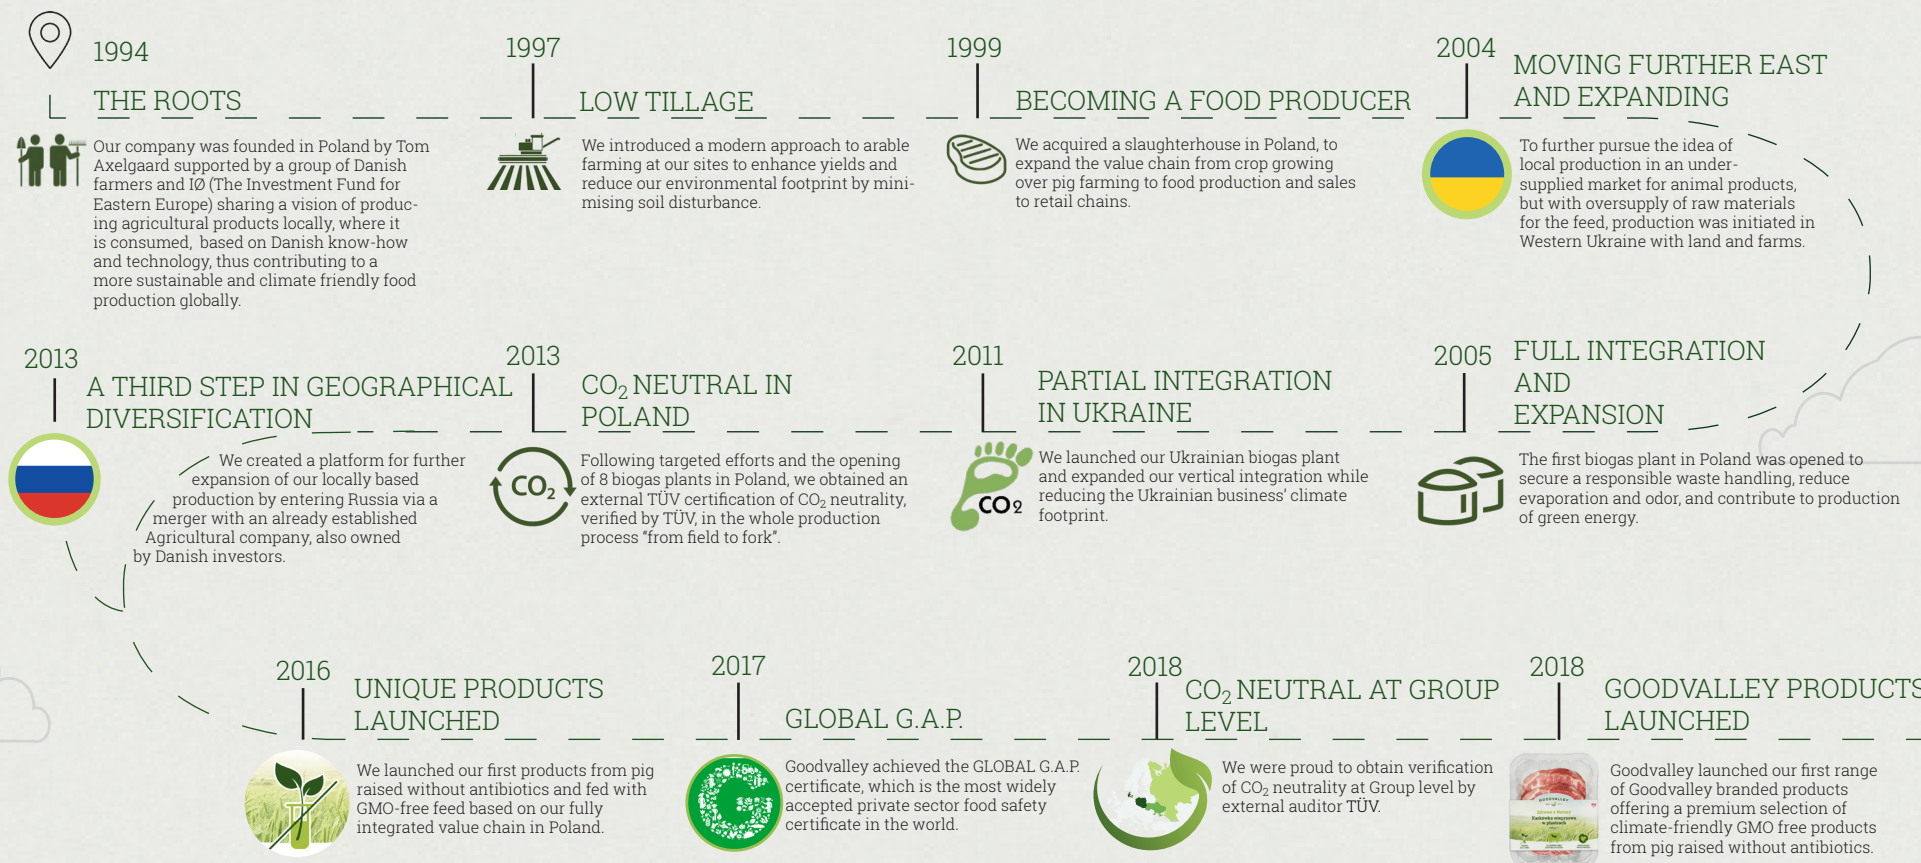 1994
THE ROOTS
Our company was founded in Poland by Tom
Axelgaard supported by a group of Danish
farmers and IØ (The Investment Fund for
Eastern Europe) sharing a vision of produc-
ing agricultural products locally, where it
is consumed, based on Danish know-how
and technology, thus contributing to a
more sustainable and climate friendly food
production globally.
1997
LOW TILLAGE
We introduced a modern approach to arable
farming at our sites to enhance yields and
reduce our environmental footprint by mini-
mising soil disturbance.
1999
BECOMING A FOOD PRODUCER
We acquired a slaughterhouse in Poland, to
expand the value chain from crop growing
over pig farming to food production and sales
to retail chains.
2004
MOVING FURTHER EAST
AND EXPANDING
To further pursue the idea of
local production in an under-
supplied market for animal products,
but with oversupply of raw materials
for the feed, production was initiated in
Western Ukraine with land and farms.
2005
FULL INTEGRATION
AND
EXPANSION
The first biogas plant in Poland was opened to
secure a responsible waste handling, reduce
evaporation and odor, and contribute to production
of green energy.
2011
PARTIAL INTEGRATION
IN UKRAINE
CO2
We launched our Ukrainian biogas plant
and expanded our vertical integration while
reducing the Ukrainian business' climate
footprint.
2013
CO2 NEUTRAL IN
POLAND
CO2
Following targeted efforts and the opening
of 8 biogas plants in Poland, we obtained an
external TÜV certification of CO2 neutrality,
verified by TÜV, in the whole production
process "from field to fork".
2013
A THIRD STEP IN GEOGRAPHICAL
DIVERSIFICATION
We created a platform for further
expansion of our locally based
production by entering Russia via a
merger with an already established
Agricultural company, also owned
by Danish investors.
2016
UNIQUE PRODUCTS
LAUNCHED
We launched our first products from pig
raised without antibiotics and fed with
GMO-free feed based on our fully
integrated value chain in Poland.
2017
GLOBAL G.A.P.
G
Goodvalley achieved the GLOBAL G.A.P.
certificate, which is the most widely
accepted private sector food safety
certificate in the world.
2018
CO2 NEUTRAL AT GROUP
LEVEL
We were proud to obtain verification
of CO2 neutrality at Group level by
external auditor TÜV.
2018
GOODVALLEY PRODUCTS
LAUNCHED
GOODVALLEY
Karkówka wieprzowa
w plastrach
Goodvalley launched our first range
of Goodvalley branded products
offering a premium selection of
climate-friendly GMO free products
from pig raised without antibiotics.